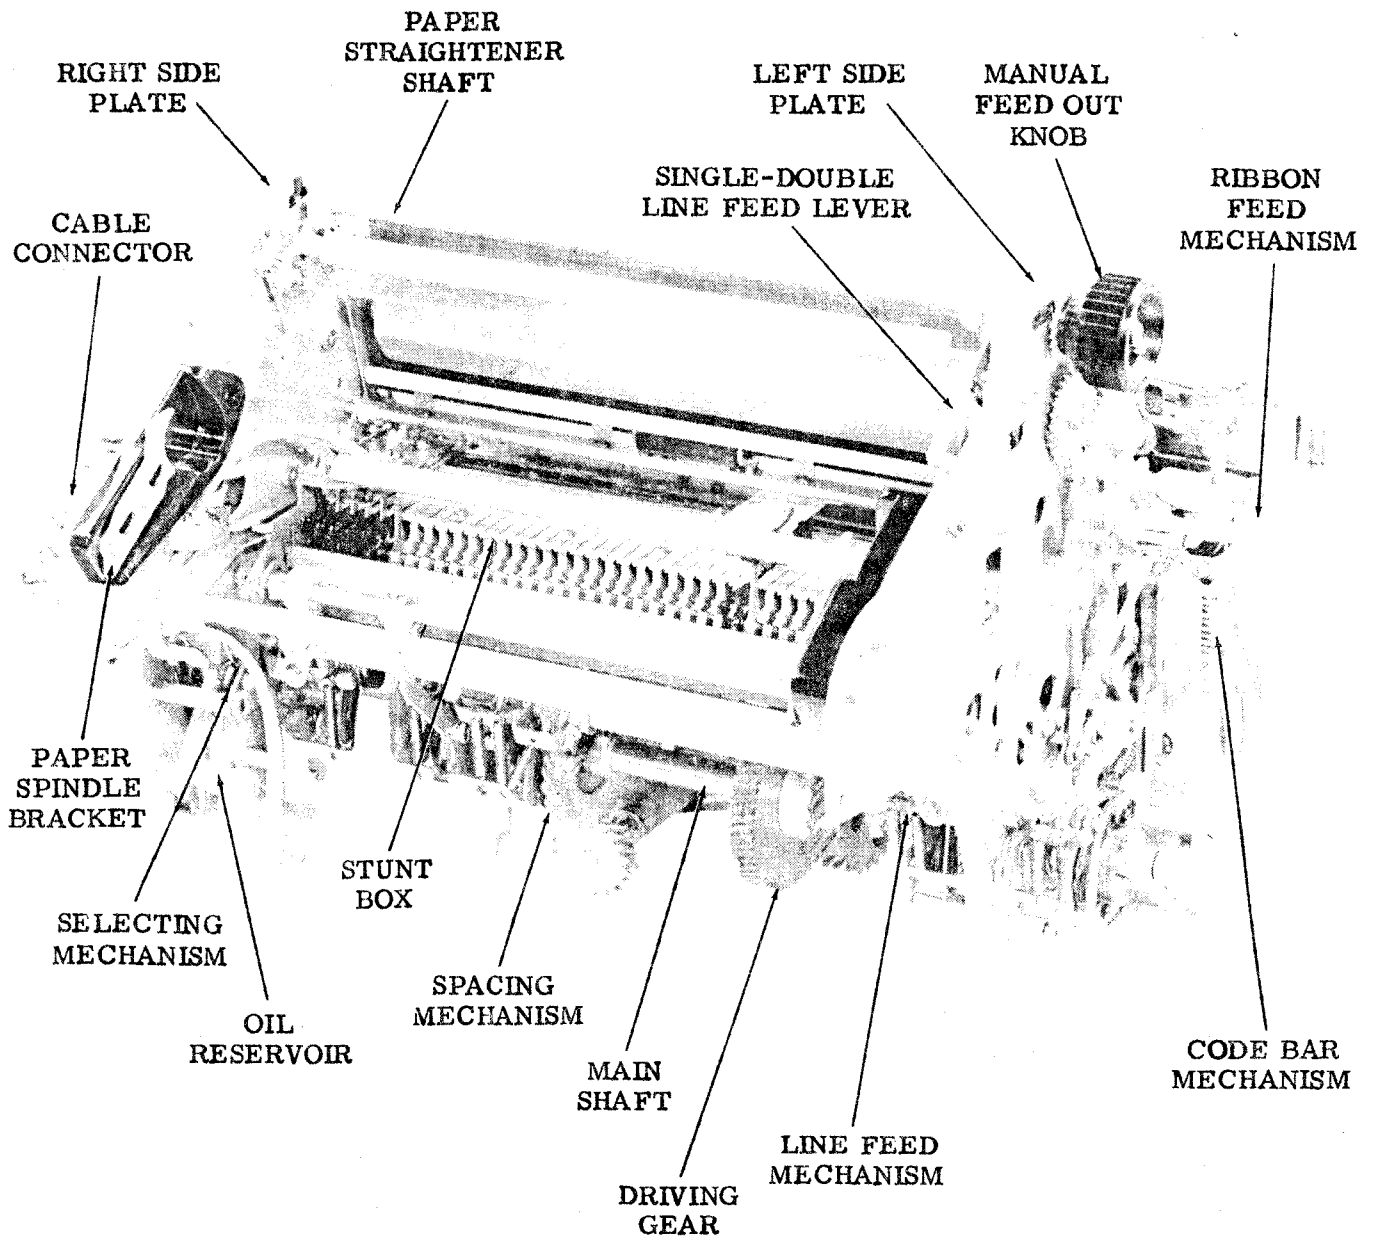 PAPER
STRAIGHTENER
SHAFT
RIGHT SIDE
PLATE
LEFT SIDE
PLATE
MANUAL
FEED OUT
KNOB
SINGLE-DOUBLE
LINE FEED LEVER
RIBBON
FEED
MECHANISM
CABLE
CONNECTOR
PAPER
SPINDLE
BRACKET
STUNT
BOX
SELECTING
MECHANISM
SPACING
MECHANISM
OIL
RESERVOIR
MAIN
SHAFT
CODE BAR
MECHANISM
LINE FEED
MECHANISM
DRIVING
GEAR